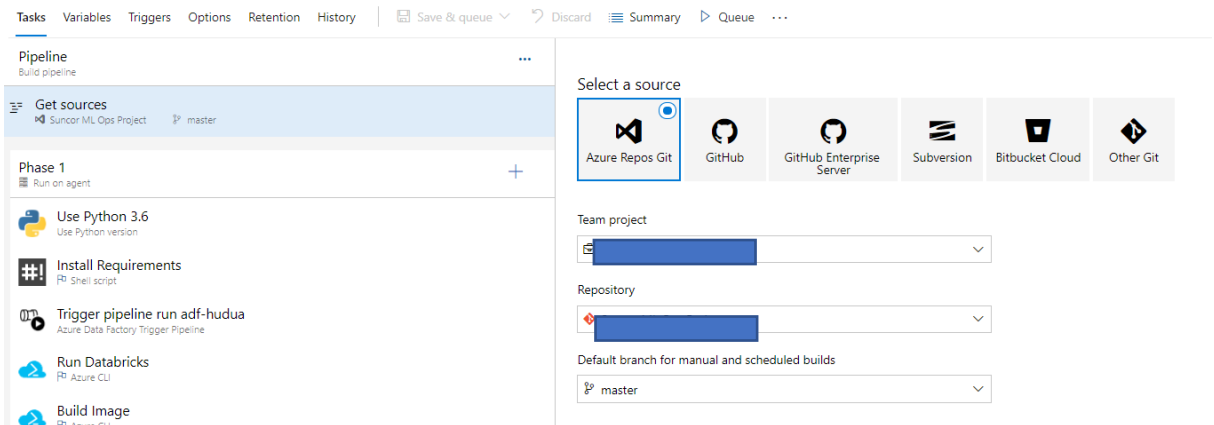 Tasks Variables Triggers Options Retention History Save & queue Discard Summary Queue ...
Pipeline
Build pipeline
Get sources
Suncor ML Ops Project master
Phase 1
Run on agent
Use Python 3.6
Use Python version
#!
Install Requirements
Shell script
Trigger pipeline run adf-hudua
Azure Data Factory Trigger Pipeline
Run Databricks
Azure CLI
Build Image
Azure CLI
Select a source
Azure Repos Git
GitHub
GitHub Enterprise
Server
Subversion
Bitbucket Cloud
Other Git
Team project
Repository
Default branch for manual and scheduled builds
master